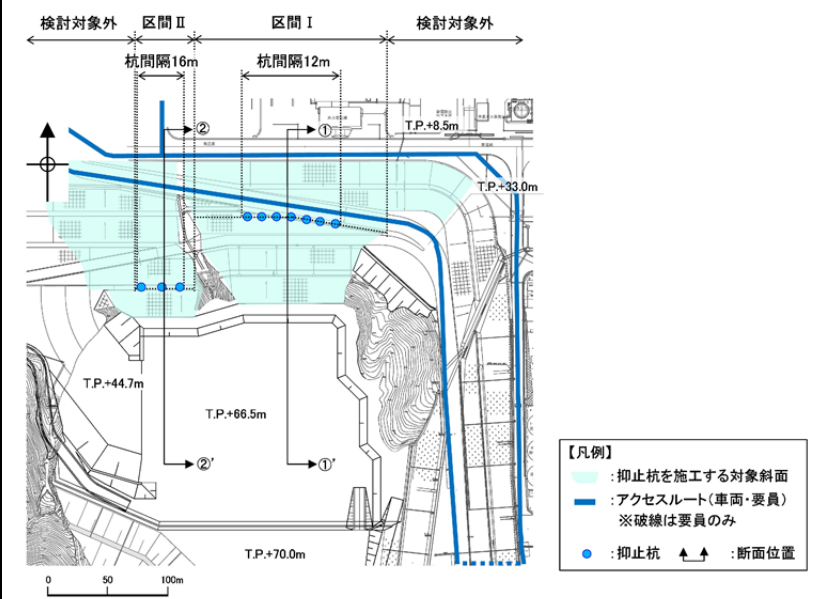 検討対象外 区間Ⅱ 区間Ⅰ 検討対象外
杭間隔16m 杭間隔12m
② ①
T.P.+8.5m
T.P.+33.0m
T.P.+44.7m
T.P.+66.5m
②' ①'
T.P.+70.0m
0 50 100m
【凡例】
:抑止杭を施工する対象斜面
:アクセスルート(車両・要員)
※破線は要員のみ
:抑止杭 :断面位置